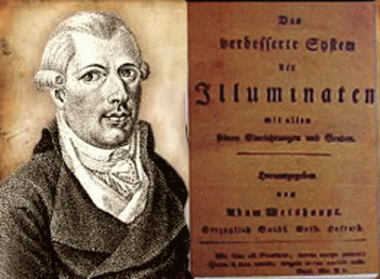 Das
verbesserte System
der
Illuminaten
mit allen
seinen Einrichtungen und Graden.
Herausgegeben
von
Adam Weishaupt.
Herzoglich Sachs. Goth. Hofrath.